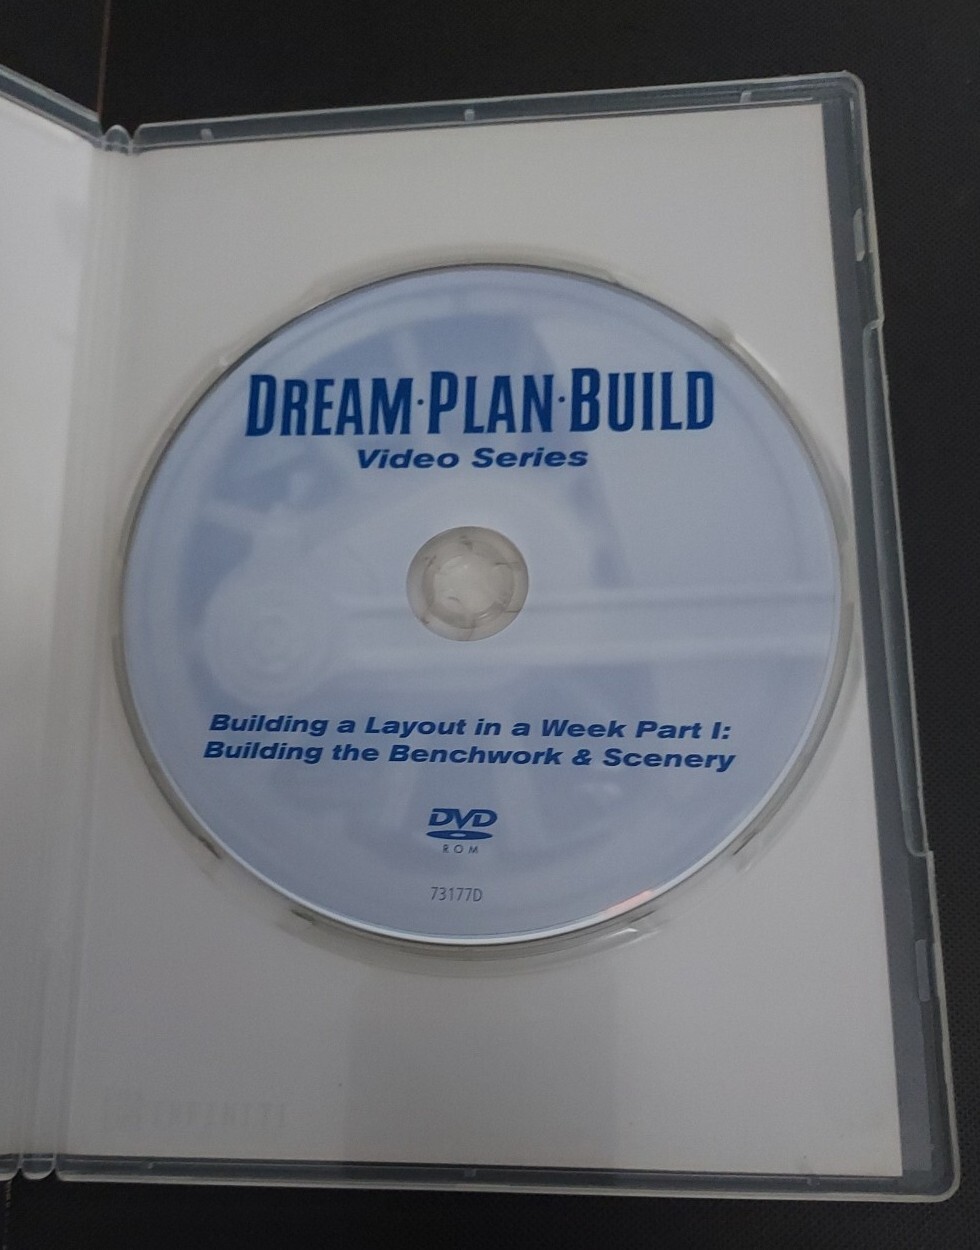 DREAM·PLAN·BUILD
Video Series
Building a Layout in a Week Part I:
Building the Benchwork & Scenery
DVD
ROM
73177D